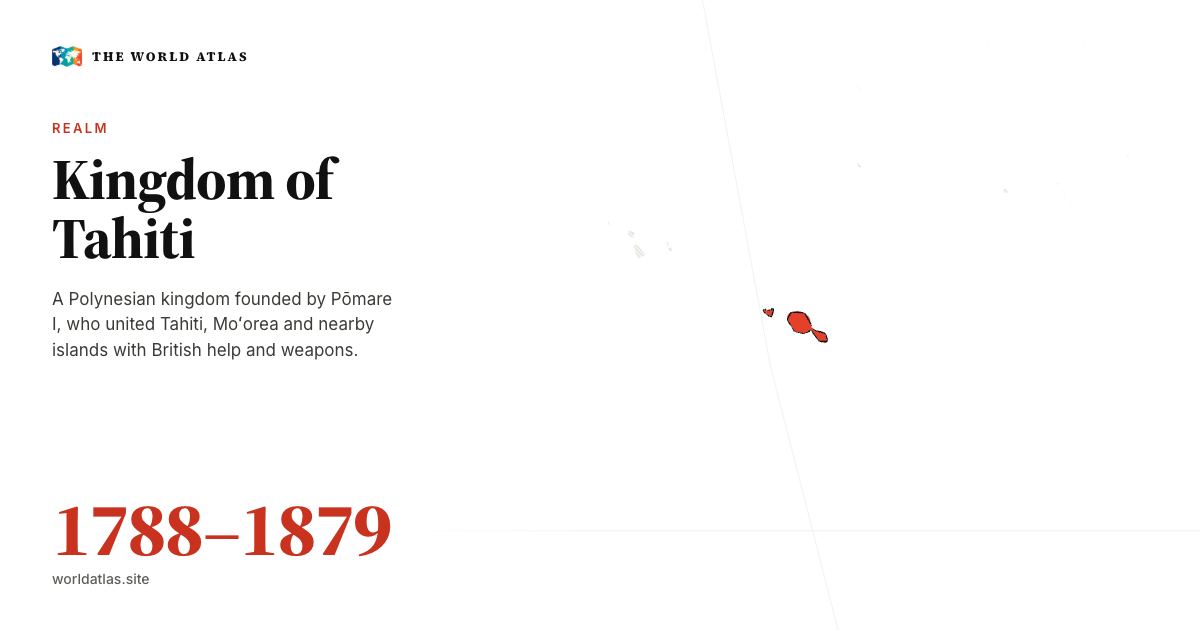 THE WORLD ATLAS
REALM
Kingdom of
Tahiti
A Polynesian kingdom founded by Pōmare
I, who united Tahiti, Moʻorea and nearby
islands with British help and weapons.
1788–1879
worldatlas.site